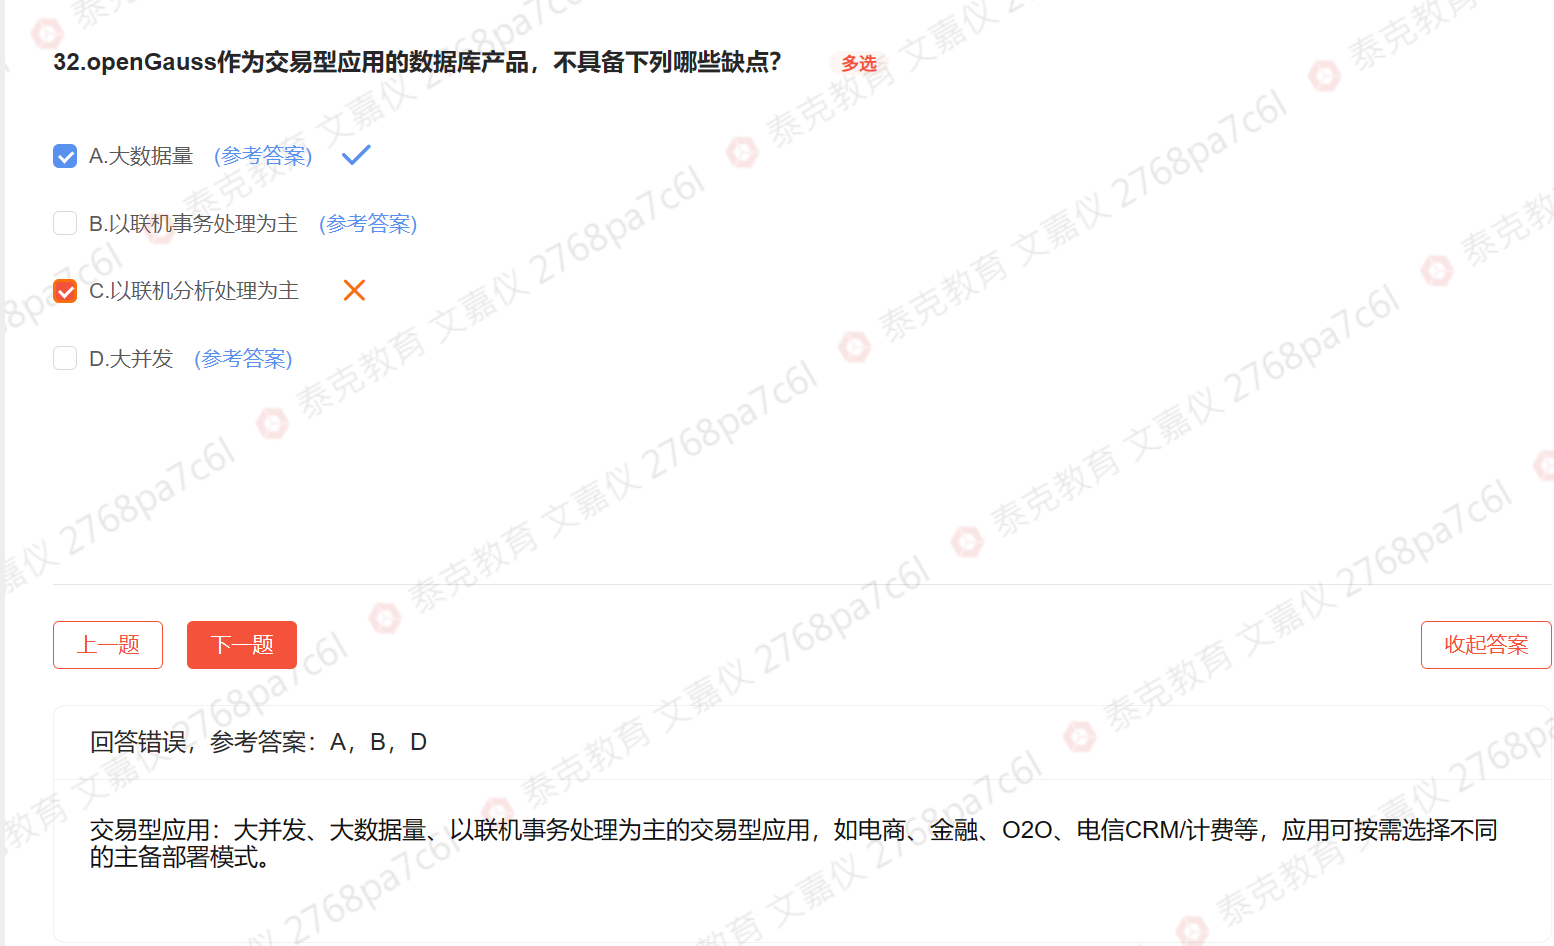 32.openGauss作为交易型应用的数据库产品，不具备下列哪些缺点？ 多选
A.大数据量 (参考答案)
B.以联机事务处理为主 (参考答案)
C.以联机分析处理为主
D.大并发 (参考答案)
上一题 下一题 收起答案
回答错误，参考答案：A，B，D
交易型应用：大并发、大数据量、以联机事务处理为主的交易型应用，如电商、金融、O2O、电信CRM/计费等，应用可按需选择不同
的主备部署模式。
泰克教育 文嘉仪 2768pa7c6l